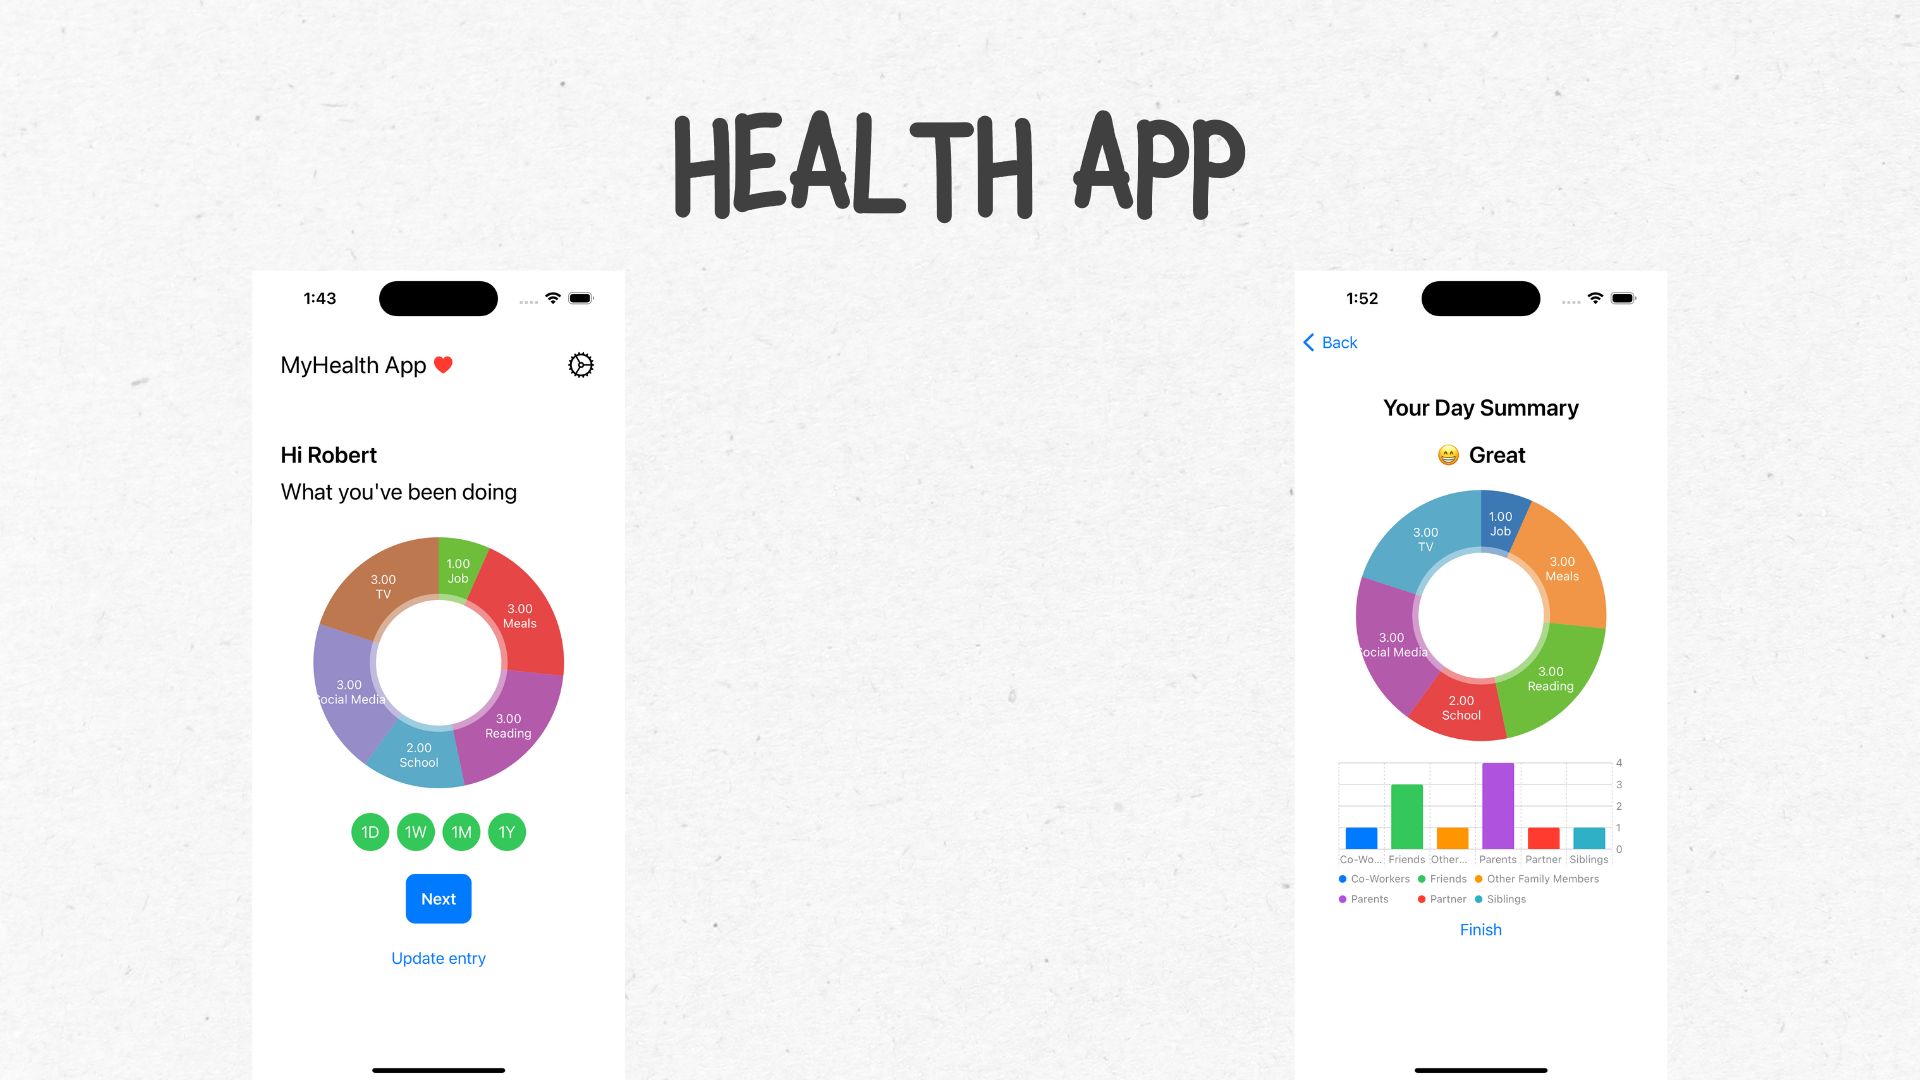 HEALTH APP
1:43
MyHealth App
Hi Robert
What you've been doing
1.00
Job
3.00
Meals
3.00
Reading
2.00
School
3.00
ocial Media
3.00
TV
1D 1W 1M 1Y
Next
Update entry
1:52
Back
Your Day Summary
Great
1.00
Job
3.00
Meals
3.00
Reading
2.00
School
3.00
ocial Media
3.00
TV
4
3
2
1
0
Co-Wo... Friends Other... Parents Partner Siblings
Co-Workers Friends Other Family Members
Parents Partner Siblings
Finish